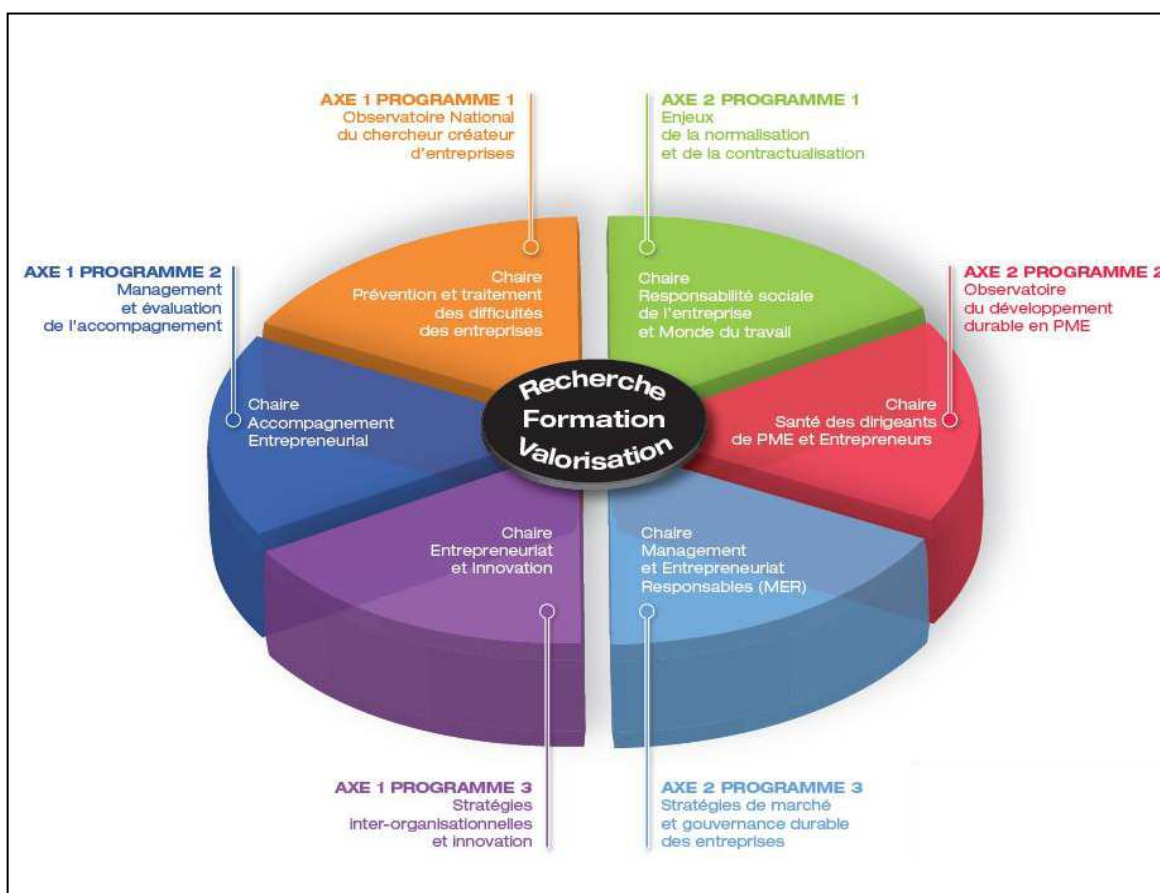 AXE 1 PROGRAMME 1
Observatoire National
du chercheur créateur
d'entreprises
AXE 2 PROGRAMME 1
Enjeux
de la normalisation
et de la contractualisation
AXE 1 PROGRAMME 2
Management
et évaluation
de l'accompagnement
Chaire
Prévention et traitement
des difficultés
des entreprises
Chaire
Responsabilité sociale
de l'entreprise
et Monde du travail
AXE 2 PROGRAMME 2
Observatoire
du développement
durable en PME
Chaire
Accompagnement
Entrepreneurial
Recherche
Formation
Valorisation
Chaire
Santé des dirigeants
de PME et Entrepreneurs
Chaire
Entrepreneuriat
et Innovation
Chaire
Management
et Entrepreneuriat
Responsables (MER)
AXE 1 PROGRAMME 3
Stratégies
inter-organisationnelles
et innovation
AXE 2 PROGRAMME 3
Stratégies de marché
et gouvernance durable
des entreprises